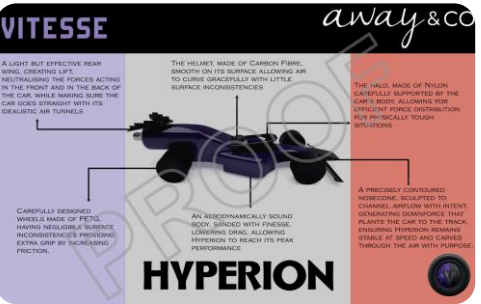 VITESSE
away & co
A LIGHT BUT EFFECTIVE REAR
WING, CREATING LIFT,
NEUTRALISING THE FORCES ACTING
IN THE FRONT AND IN THE BACK OF
THE CAR, WHILE MAKING SURE THE
CAR GOES STRAIGHT WITH ITS
IDEALISTIC AIR TUNNELS
THE HELMET, MADE OF CARBON FIBRE,
SMOOTH ON ITS SURFACE ALLOWING AIR
TO CURVE GRACEFULLY WITH LITTLE
SURFACE INCONSISTENCIES
THE HALO, MADE OF NYLON
CAREFULLY SUPPORTED BY THE
CAR'S BODY, ALLOWING FOR
EFFICIENT FORCE DISTRIBUTION
FOR PHYSICALLY TOUGH
SITUATIONS
CAREFULLY DESIGNED
WHEELS MADE OF PETG,
HAVING NEGLIGIBLE SURFACE
INCONSISTENCIES PROVIDING
EXTRA GRIP BY INCREASING
FRICTION.
AN AERODYNAMICALLY SOUND
BODY, SANDED WITH FINESSE,
LOWERING DRAG, ALLOWING
HYPERION TO REACH ITS PEAK
PERFORMANCE
A PRECISELY CONTOURED
NOSECONE, SCULPTED TO
CHANNEL AIRFLOW WITH INTENT,
GENERATING DOWNFORCE THAT
PLANTS THE CAR TO THE TRACK,
ENSURING HYPERION REMAINS
STABLE AT SPEED AND CARVES
THROUGH THE AIR WITH PURPOSE.
HYPERION
PROOF